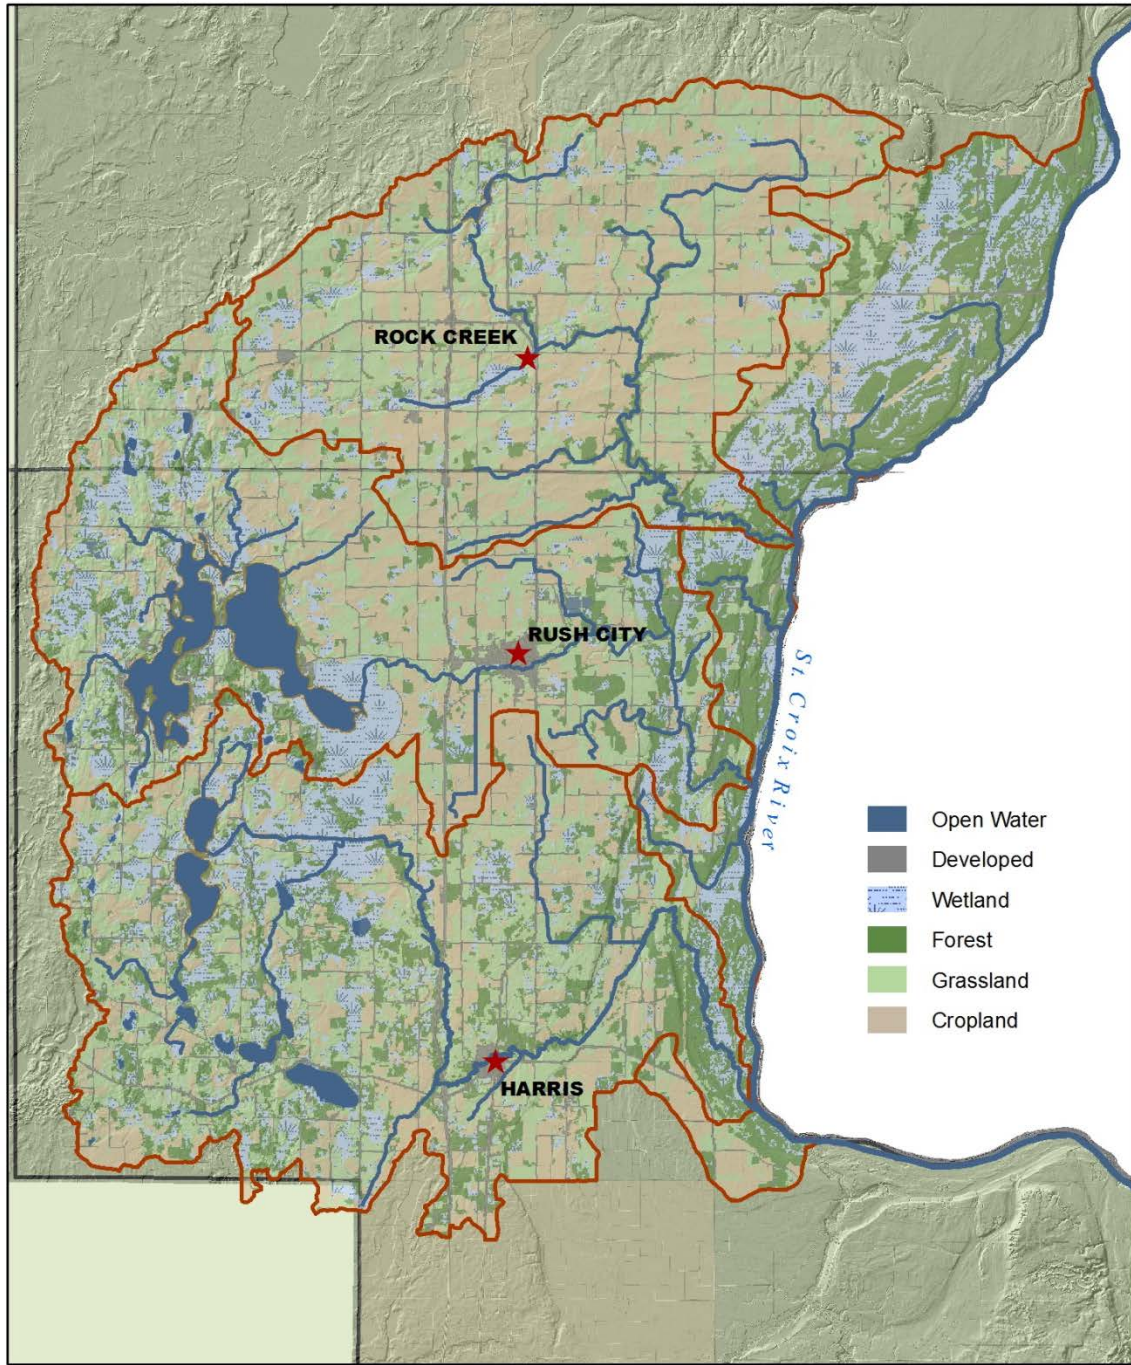 ROCK CREEK
RUSH CITY
St. Croix River
Open Water
Developed
Wetland
Forest
Grassland
Cropland
HARRIS